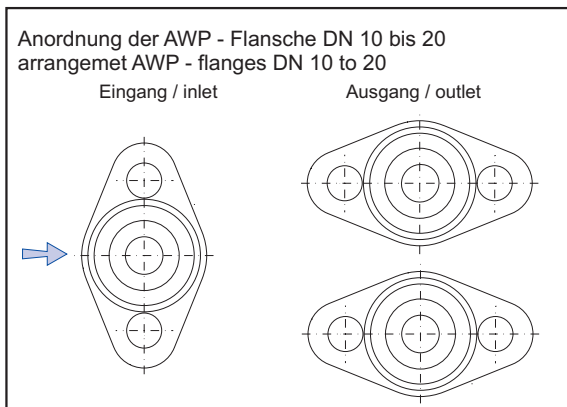 Anordnung der AWP - Flansche DN 10 bis 20
arrangemet AWP - flanges DN 10 to 20
Eingang / inlet
Ausgang / outlet